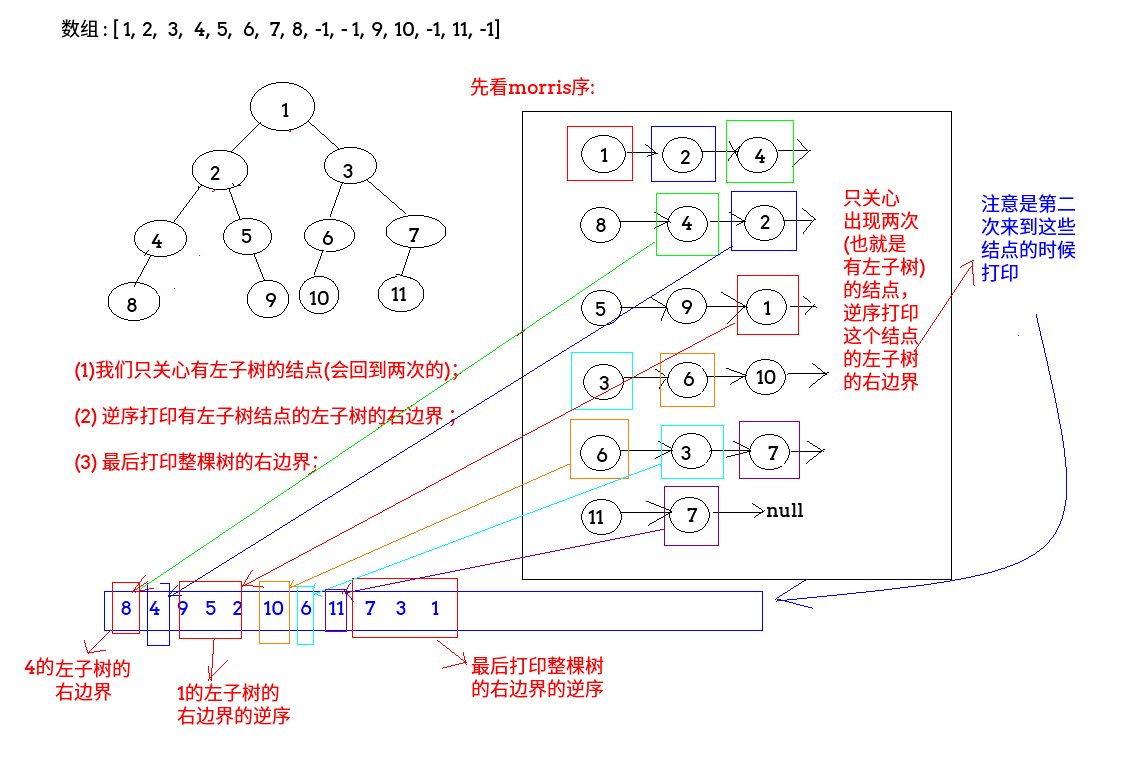 数组 : [ 1, 2, 3, 4, 5, 6, 7, 8, -1, - 1, 9, 10, -1, 11, -1]
先看morris序:
1
2
3
4
5
6
7
8
9
10
11
1
2
4
8
4
2
5
9
1
3
6
10
6
3
7
11
7
null
只关心
出现两次
(也就是
有左子树)
的结点，
逆序打印
这个结点
的左子树
的右边界
注意是第二
次来到这些
结点的时候
打印
(1)我们只关心有左子树的结点(会回到两次的)；
(2) 逆序打印有左子树结点的左子树的右边界；
(3) 最后打印整棵树的右边界；
8 4 9 5 2 10 6 11 7 3 1
4的左子树的
右边界
1的左子树的
右边界的逆序
最后打印整棵树
的右边界的逆序